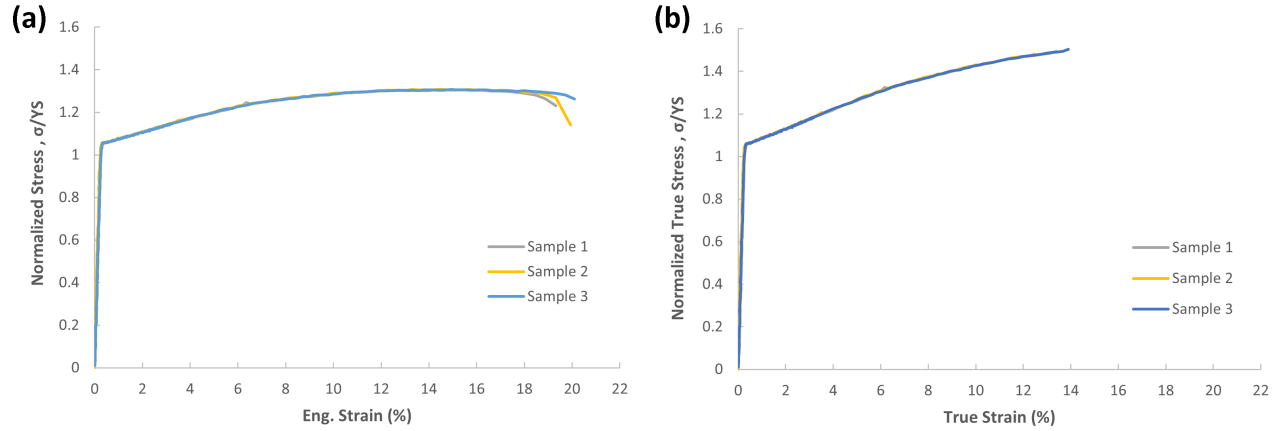 (a)
Normalized Stress , σ/YS
1.6
1.4
1.2
1
0.8
0.6
0.4
0.2
0
0 2 4 6 8 10 12 14 16 18 20 22
Eng. Strain (%)
Sample 1
Sample 2
Sample 3
(b)
Normalized True Stress, σ/YS
1.6
1.4
1.2
1
0.8
0.6
0.4
0.2
0
0 2 4 6 8 10 12 14 16 18 20 22
True Strain (%)
Sample 1
Sample 2
Sample 3